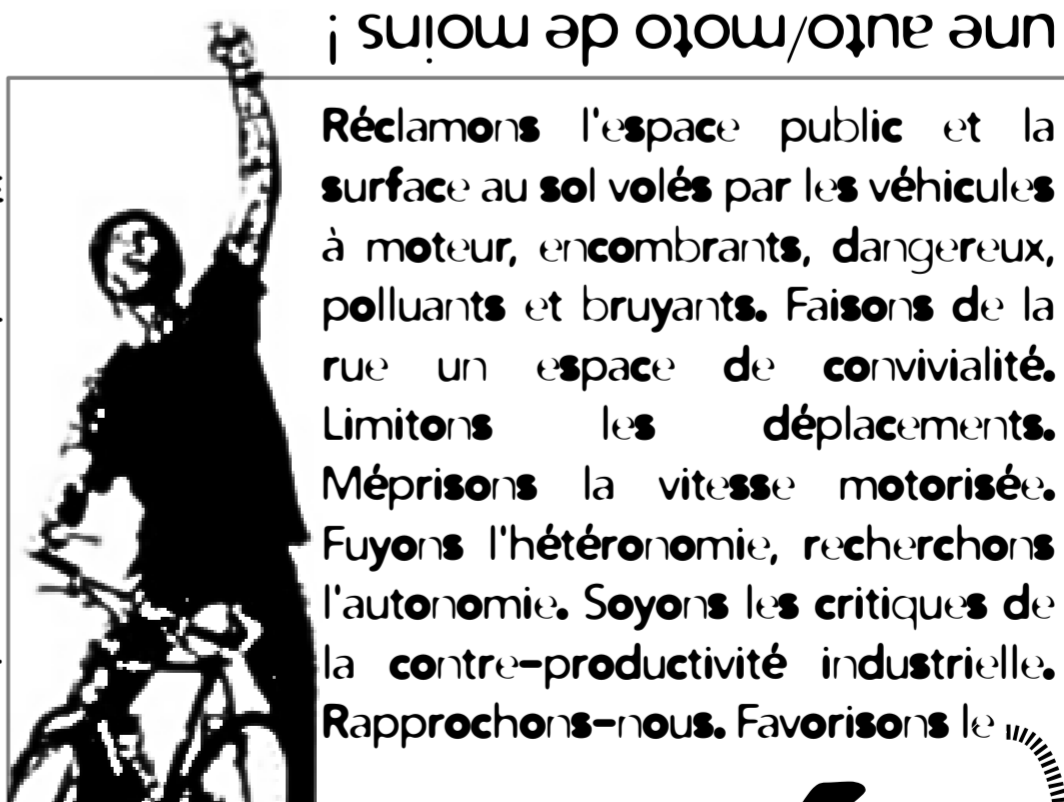 une auto/moto de moins !
Réclamons l'espace public et la
surface au sol volés par les véhicules
à moteur, encombrants, dangereux,
polluants et bruyants. Faisons de la
rue un espace de convivialité.
Limitons les déplacements.
Méprisons la vitesse motorisée.
Fuyons l'hétéronomie, recherchons
l'autonomie. Soyons les critiques de
la contre-productivité industrielle.
Rapprochons-nous. Favorisons le